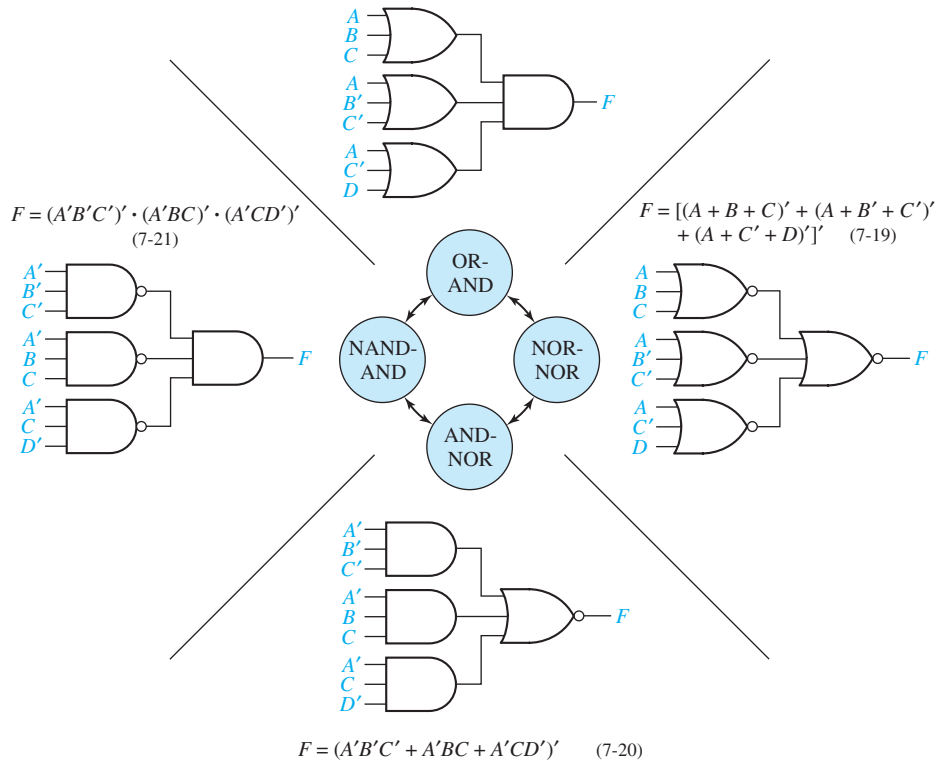 A
B
C
A
B′
C′
A
C′
D
F
F = (A′B′C′)′ · (A′BC)′ · (A′CD′)′
(7-21)
A′
B′
C′
A′
B
C
A′
C
D′
F
OR-
AND
NAND-
AND
NOR-
NOR
AND-
NOR
F = [(A + B + C)′ + (A + B′ + C′)′
+ (A + C′ + D)′]′ (7-19)
A
B
C
A
B′
C′
A
C′
D
F
A′
B′
C′
A′
B
C
A′
C
D′
F
F = (A′B′C′ + A′BC + A′CD′)′ (7-20)